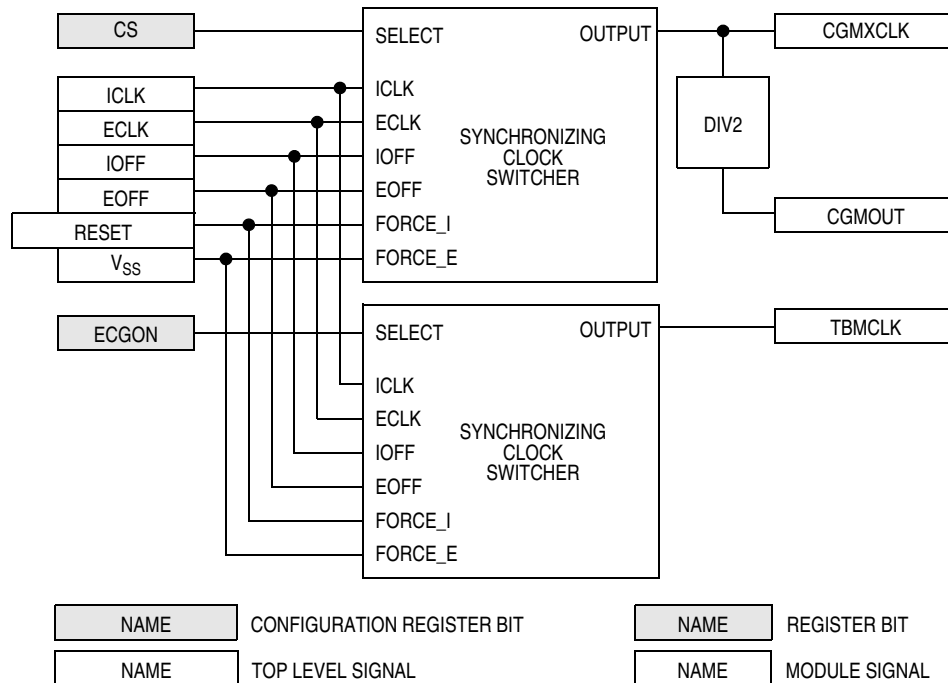 CS
SELECT
OUTPUT
CGMXCLK
ICLK
ICLK
ECLK
ECLK
SYNCHRONIZING
CLOCK
SWITCHER
DIV2
IOFF
IOFF
EOFF
EOFF
RESET
FORCE_I
CGMOUT
VSS
FORCE_E
ECGON
SELECT
OUTPUT
TBMCLK
ICLK
ECLK
SYNCHRONIZING
CLOCK
SWITCHER
IOFF
EOFF
FORCE_I
FORCE_E
NAME CONFIGURATION REGISTER BIT
NAME REGISTER BIT
NAME TOP LEVEL SIGNAL
NAME MODULE SIGNAL